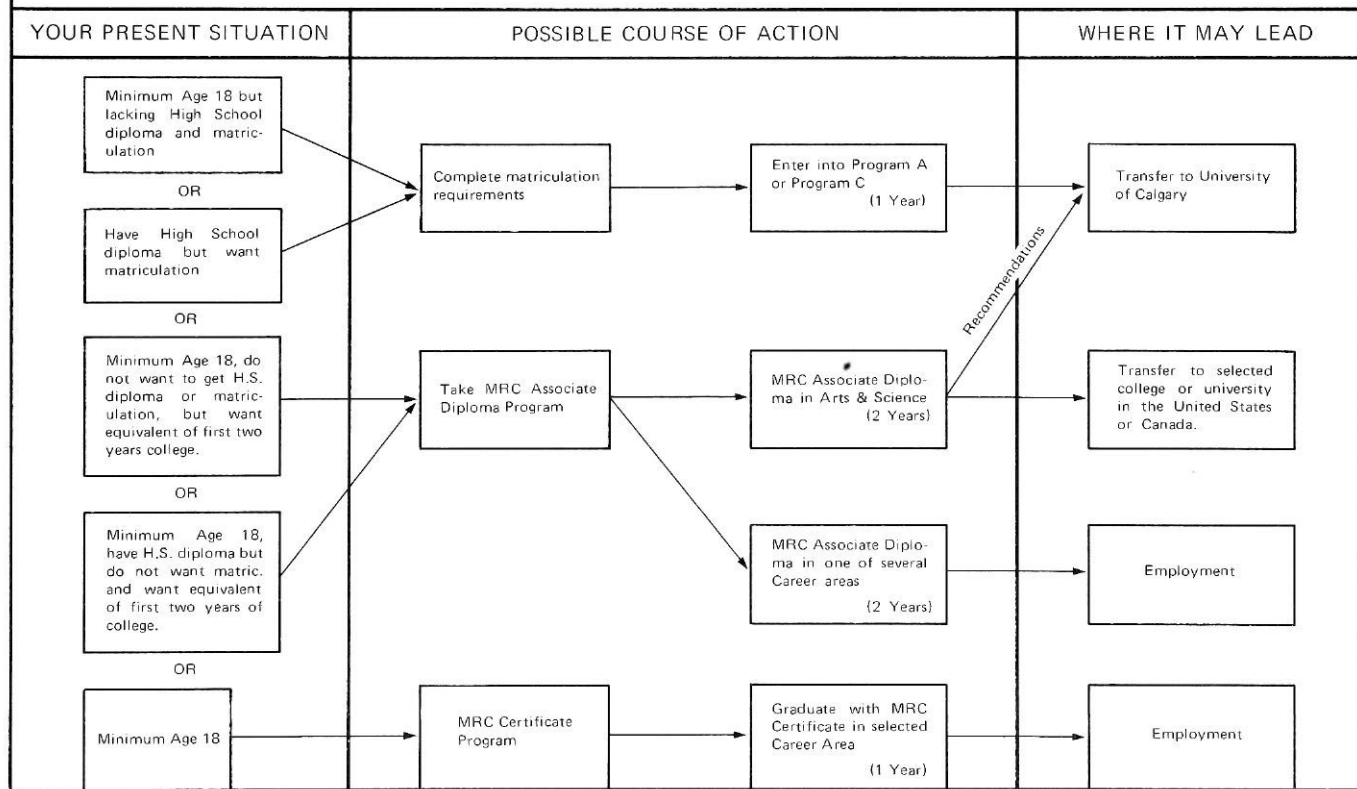 YOUR PRESENT SITUATION
POSSIBLE COURSE OF ACTION
WHERE IT MAY LEAD
Minimum Age 18 but
lacking High School
diploma and matric-
ulation
OR
Have High School
diploma but want
matriculation
OR
Minimum Age 18, do
not want to get H.S.
diploma or matric-
ulation, but want
equivalent of first two
years college.
OR
Minimum Age 18,
have H.S. diploma but
do not want matric.
and want equivalent
of first two years of
college.
OR
Minimum Age 18
Complete matriculation
requirements
Take MRC Associate
Diploma Program
MRC Certificate
Program
Enter into Program A
or Program C
(1 Year)
MRC Associate Diplo-
ma in Arts & Science
(2 Years)
MRC Associate Diplo-
ma in one of several
Career areas
(2 Years)
Graduate with MRC
Certificate in selected
Career Area
(1 Year)
Recommendations
Transfer to University
of Calgary
Transfer to selected
college or university
in the United States
or Canada.
Employment
Employment